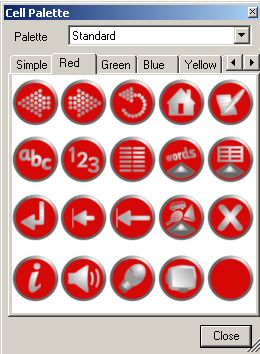 Cell Palette
Palette Standard
Simple Red Green Blue Yellow
abc 123 words
Close